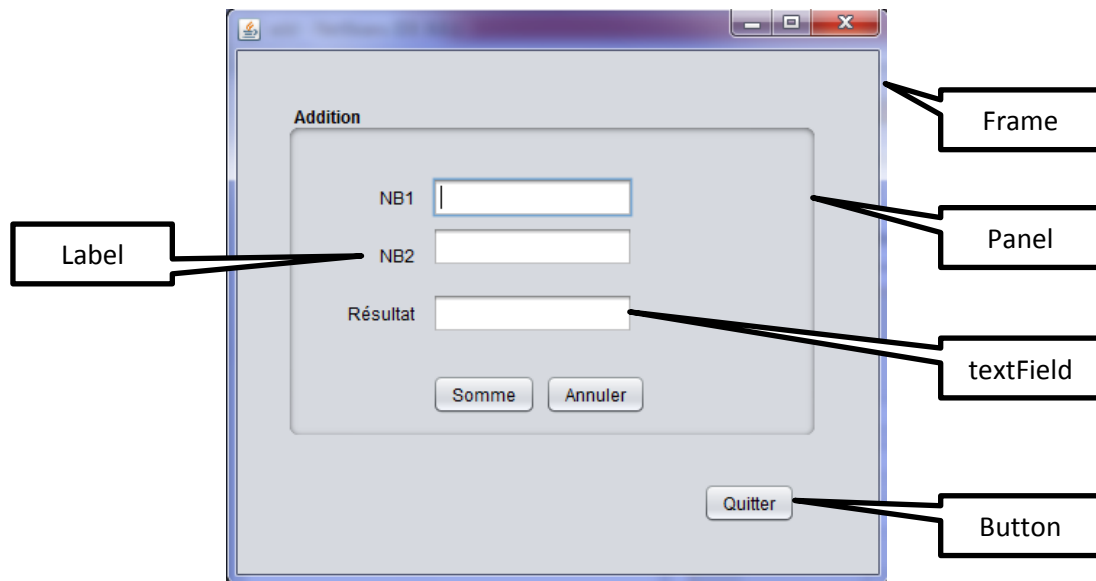 Addition
Frame
NB1
Panel
Label
NB2
Résultat
textField
Somme Annuler
Quitter
Button